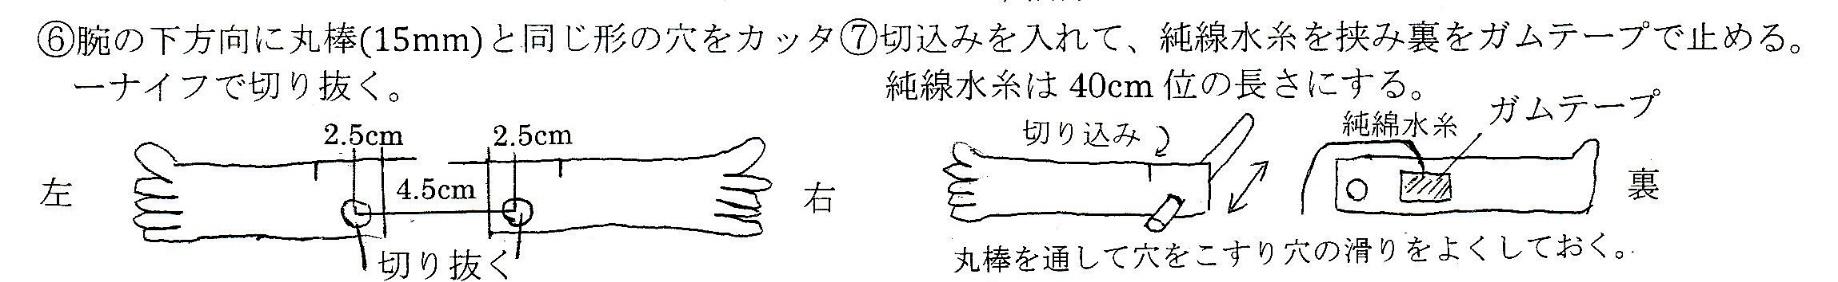 ⑥腕の下方向に丸棒(15mm)と同じ形の穴をカッタ
ーナイフで切り抜く。
2.5cm
2.5cm
左
4.5cm
右
切り抜く
⑦切込みを入れて、純線水糸を挟み裏をガムテープで止める。
純線水糸は 40cm 位の長さにする。
切り込み
純綿水糸
ガムテープ
裏
丸棒を通して穴をこすり穴の滑りをよくしておく。